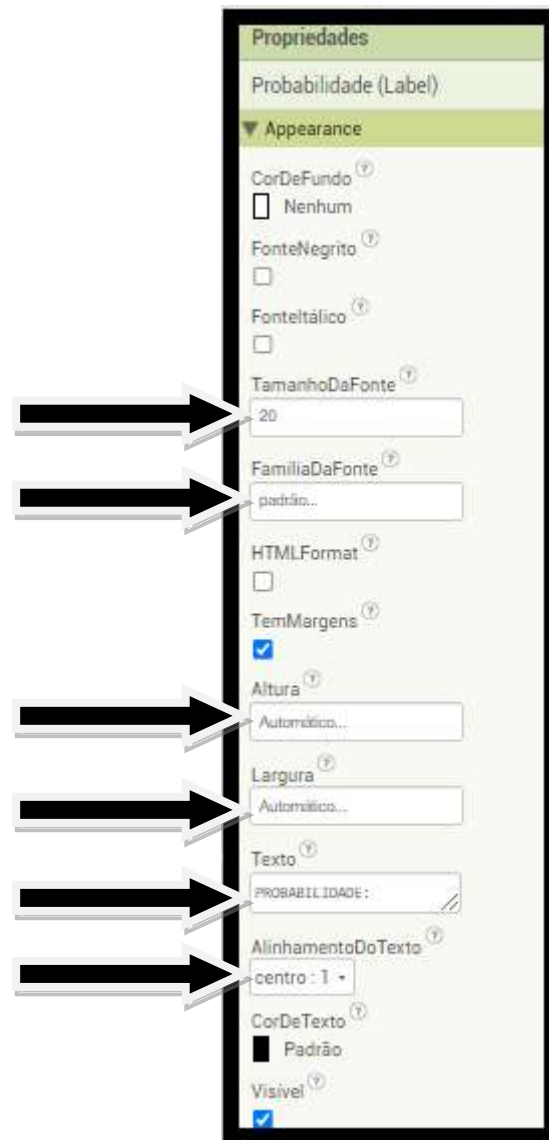 Propriedades
Probabilidade (Label)
Appearance
CorDeFundo ?
Nenhum
FonteNegrito ?
FonteItálico ?
TamanhoDaFonte ?
20
FamiliaDaFonte ?
padrão...
HTMLFormat ?
TemMargens ?
Altura ?
Automático...
Largura ?
Automático...
Texto ?
PROBABILIDADE:
AlinhamentoDoTexto ?
centro : 1
CorDeTexto ?
Padrão
Visível ?